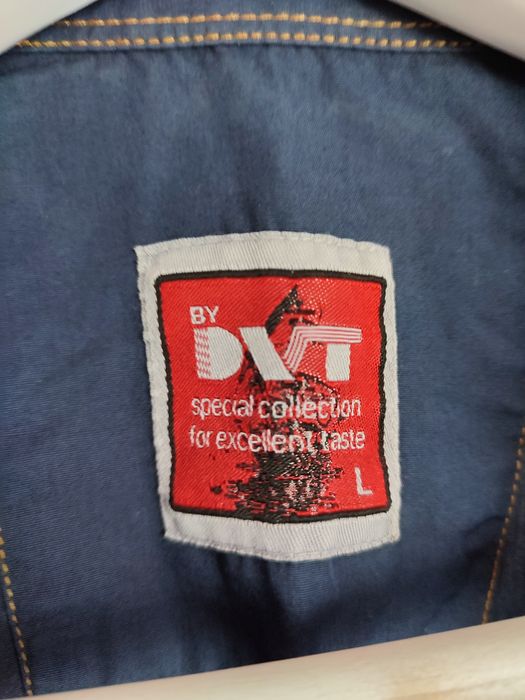 BY
DVT
special collection
for excellent taste
L